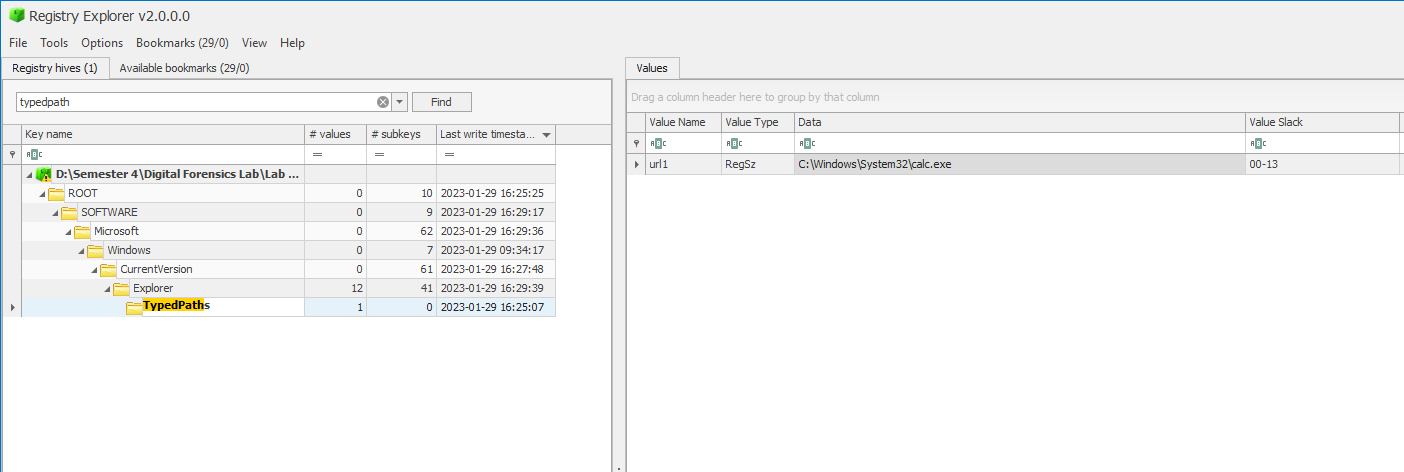 Registry Explorer v2.0.0.0
File Tools Options Bookmarks (29/0) View Help
Registry hives (1) Available bookmarks (29/0)
typedpath Find
Key name # values # subkeys Last write timesta...
ABC = = =
D:\Semester 4\Digital Forensics Lab\Lab ...
ROOT 0 10 2023-01-29 16:25:25
SOFTWARE 0 9 2023-01-29 16:29:17
Microsoft 0 62 2023-01-29 16:29:36
Windows 0 7 2023-01-29 09:34:17
CurrentVersion 0 61 2023-01-29 16:27:48
Explorer 12 41 2023-01-29 16:29:39
TypedPaths 1 0 2023-01-29 16:25:07
Values
Drag a column header here to group by that column
Value Name Value Type Data Value Slack
ABC ABC ABC ABC
url1 RegSz C:\Windows\System32\calc.exe 00-13